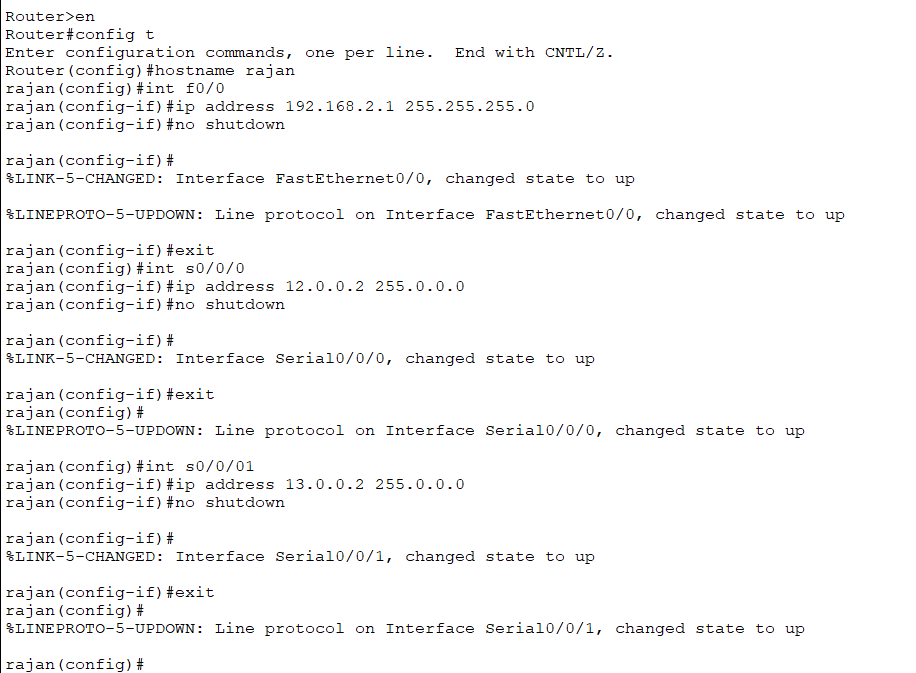 Router>en
Router#config t
Enter configuration commands, one per line.  End with CNTL/Z.
Router(config)#hostname rajan
rajan(config)#int f0/0
rajan(config-if)#ip address 192.168.2.1 255.255.255.0
rajan(config-if)#no shutdown

rajan(config-if)#
%LINK-5-CHANGED: Interface FastEthernet0/0, changed state to up

%LINEPROTO-5-UPDOWN: Line protocol on Interface FastEthernet0/0, changed state to up

rajan(config-if)#exit
rajan(config)#int s0/0/0
rajan(config-if)#ip address 12.0.0.2 255.0.0.0
rajan(config-if)#no shutdown

rajan(config-if)#
%LINK-5-CHANGED: Interface Serial0/0/0, changed state to up

rajan(config-if)#exit
rajan(config)#
%LINEPROTO-5-UPDOWN: Line protocol on Interface Serial0/0/0, changed state to up

rajan(config)#int s0/0/01
rajan(config-if)#ip address 13.0.0.2 255.0.0.0
rajan(config-if)#no shutdown

rajan(config-if)#
%LINK-5-CHANGED: Interface Serial0/0/1, changed state to up

rajan(config-if)#exit
rajan(config)#
%LINEPROTO-5-UPDOWN: Line protocol on Interface Serial0/0/1, changed state to up

rajan(config)#